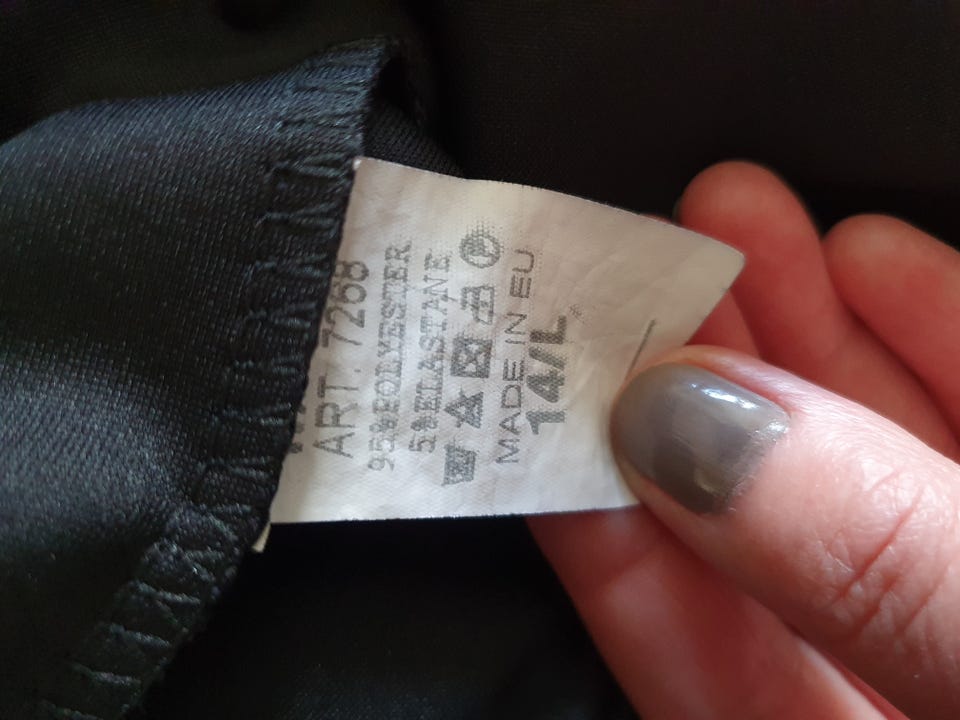 ART. 7268
95%POLYESTER
5%ELASTANE
MADE IN EU
14/L